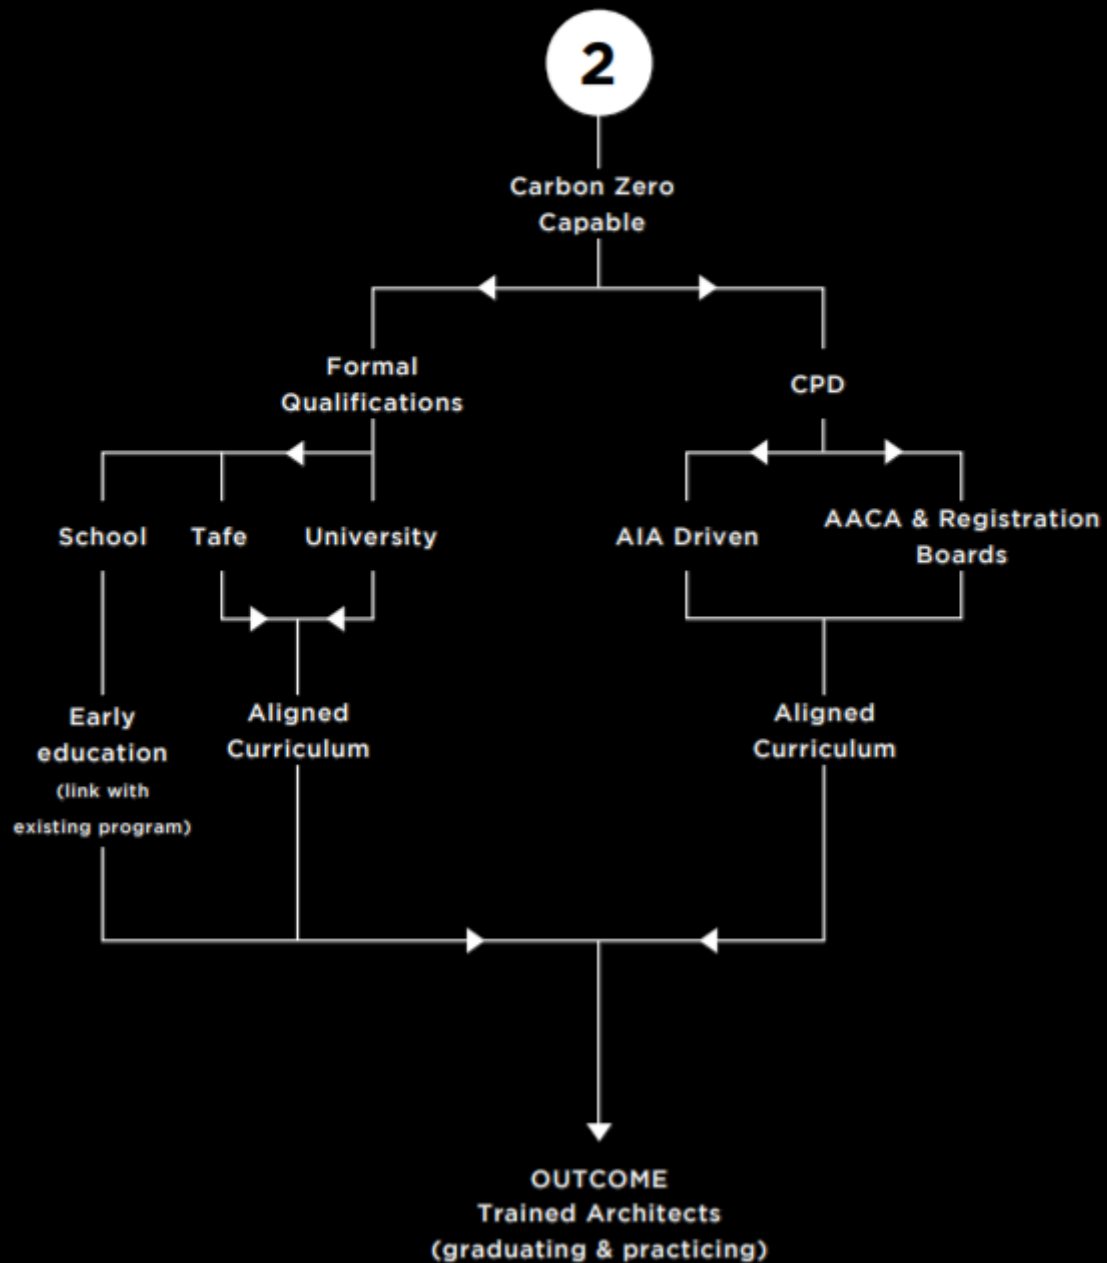 2
Carbon Zero
Capable
Formal
Qualifications
CPD
School
Tafe
University
AIA Driven
AACA & Registration
Boards
Early
education
(link with
existing program)
Aligned
Curriculum
Aligned
Curriculum
OUTCOME
Trained Architects
(graduating & practicing)